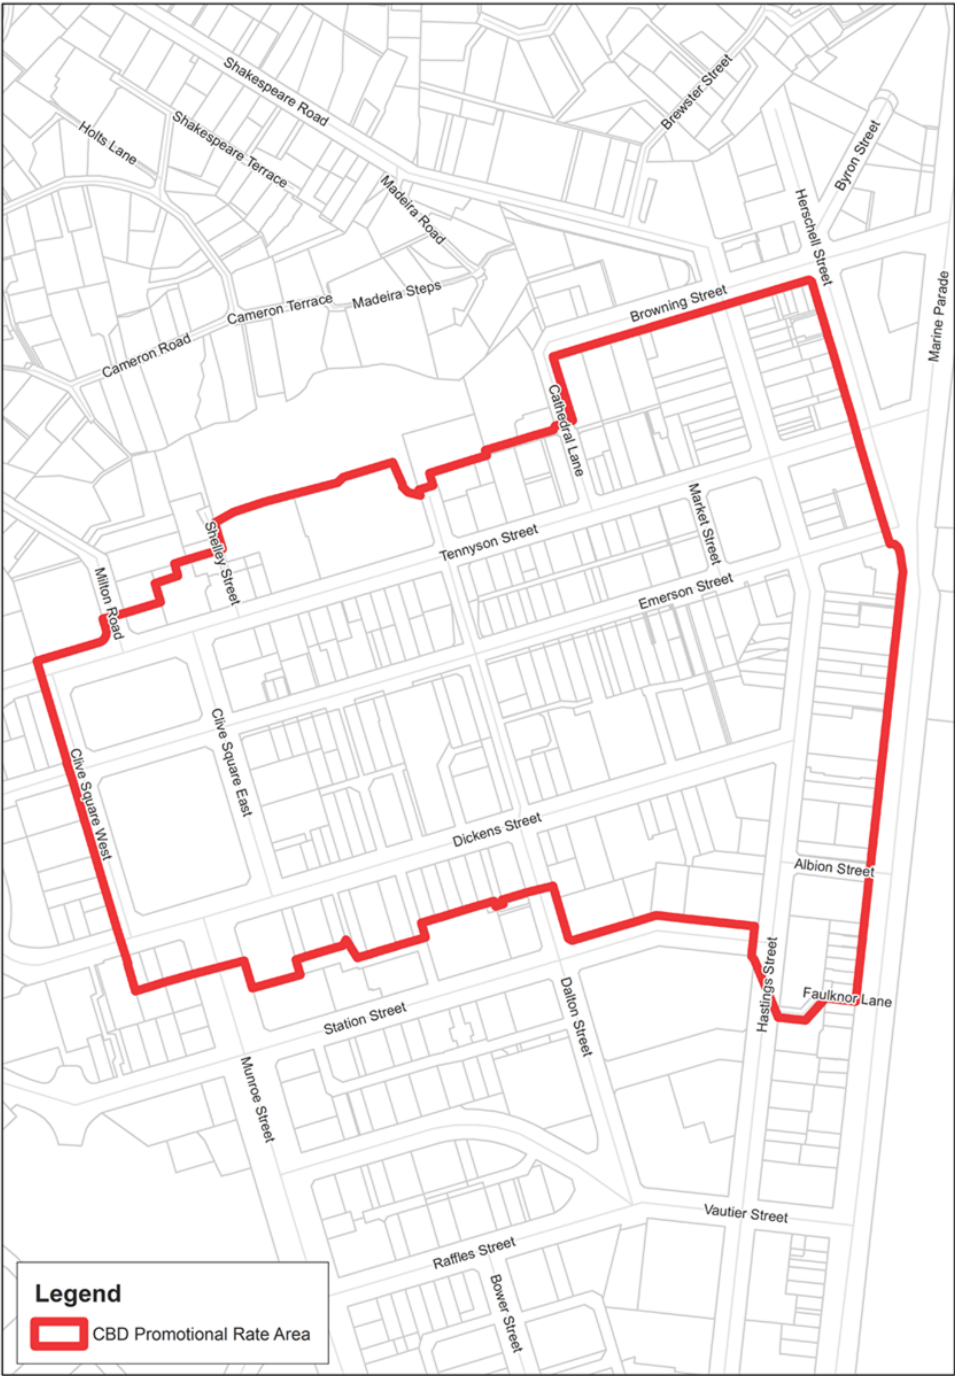 Shakespeare Road
Brewster Street
Shakespeare Terrace
Holts Lane
Byron Street
Madeira Road
Herschell Street
Marine Parade
Madeira Steps
Cameron Terrace
Browning Street
Cameron Road
Cathedral Lane
Market Street
Tennyson Street
Shelley Street
Milton Road
Emerson Street
Clive Square East
Clive Square West
Dickens Street
Albion Street
Hastings Street
Faulknor Lane
Dalton Street
Station Street
Munroe Street
Vautier Street
Raffles Street
Bower Street
Legend
CBD Promotional Rate Area